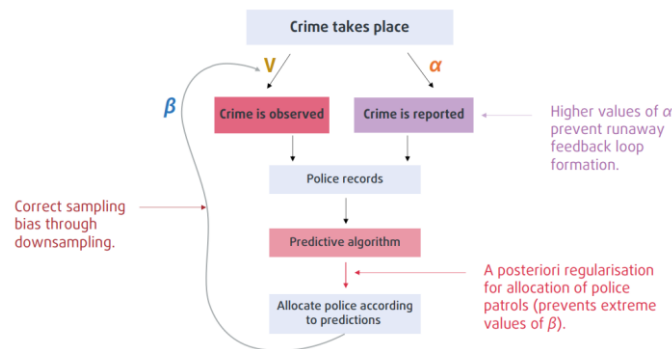 Crime takes place
V
α
β
Crime is observed
Crime is reported
Higher values of α
prevent runaway
feedback loop
formation.
Police records
Correct sampling
bias through
downsampling.
Predictive algorithm
A posteriori regularisation
for allocation of police
patrols (prevents extreme
values of β).
Allocate police according
to predictions